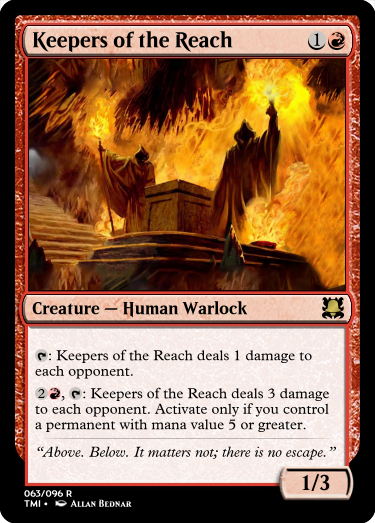 Keepers of the Reach 1
Creature — Human Warlock
: Keepers of the Reach deals 1 damage to
each opponent.
2 , : Keepers of the Reach deals 3 damage
to each opponent. Activate only if you control
a permanent with mana value 5 or greater.
“Above. Below. It matters not; there is no escape.”
1/3
063/096 R
TMI • Allan Bednar